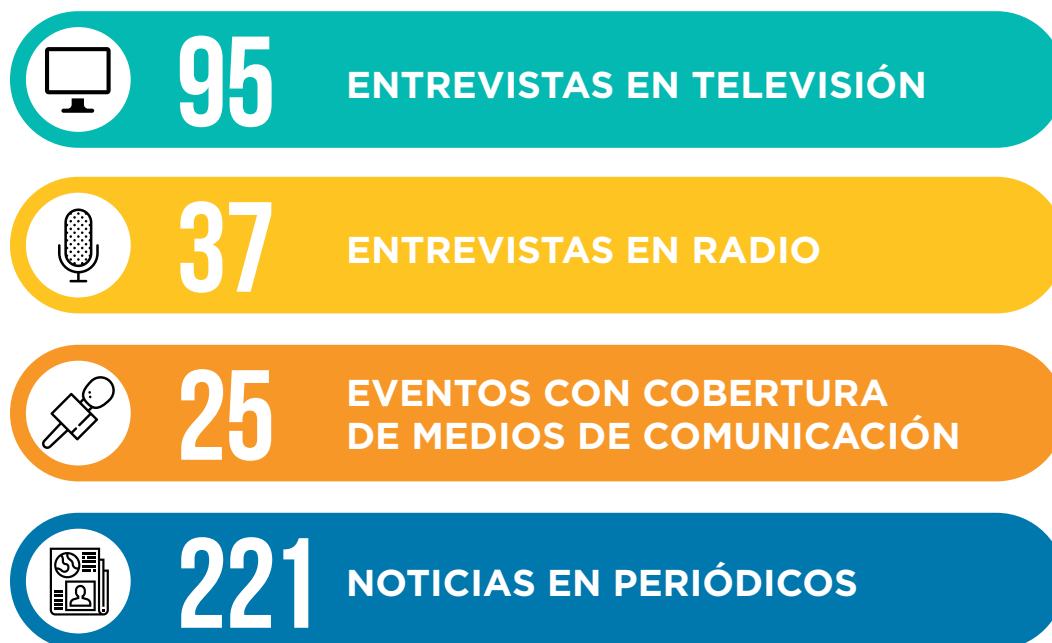 95 ENTREVISTAS EN TELEVISIÓN
37 ENTREVISTAS EN RADIO
25 EVENTOS CON COBERTURA
DE MEDIOS DE COMUNICACIÓN
221 NOTICIAS EN PERIÓDICOS